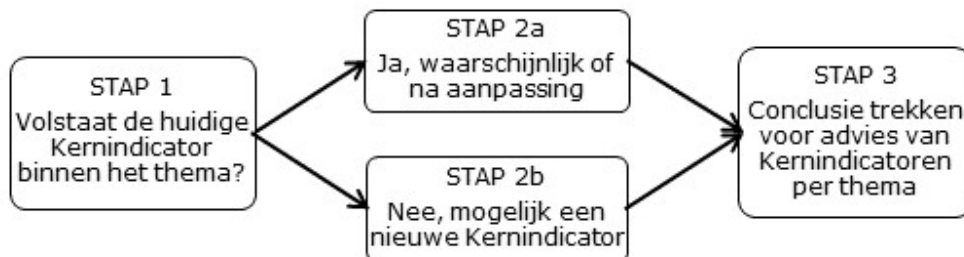 STAP 1
Volstaat de huidige
Kernindicator
binnen het thema?
STAP 2a
Ja, waarschijnlijk of
na aanpassing
STAP 2b
Nee, mogelijk een
nieuwe Kernindicator
STAP 3
Conclusie trekken
voor advies van
Kernindicatoren
per thema